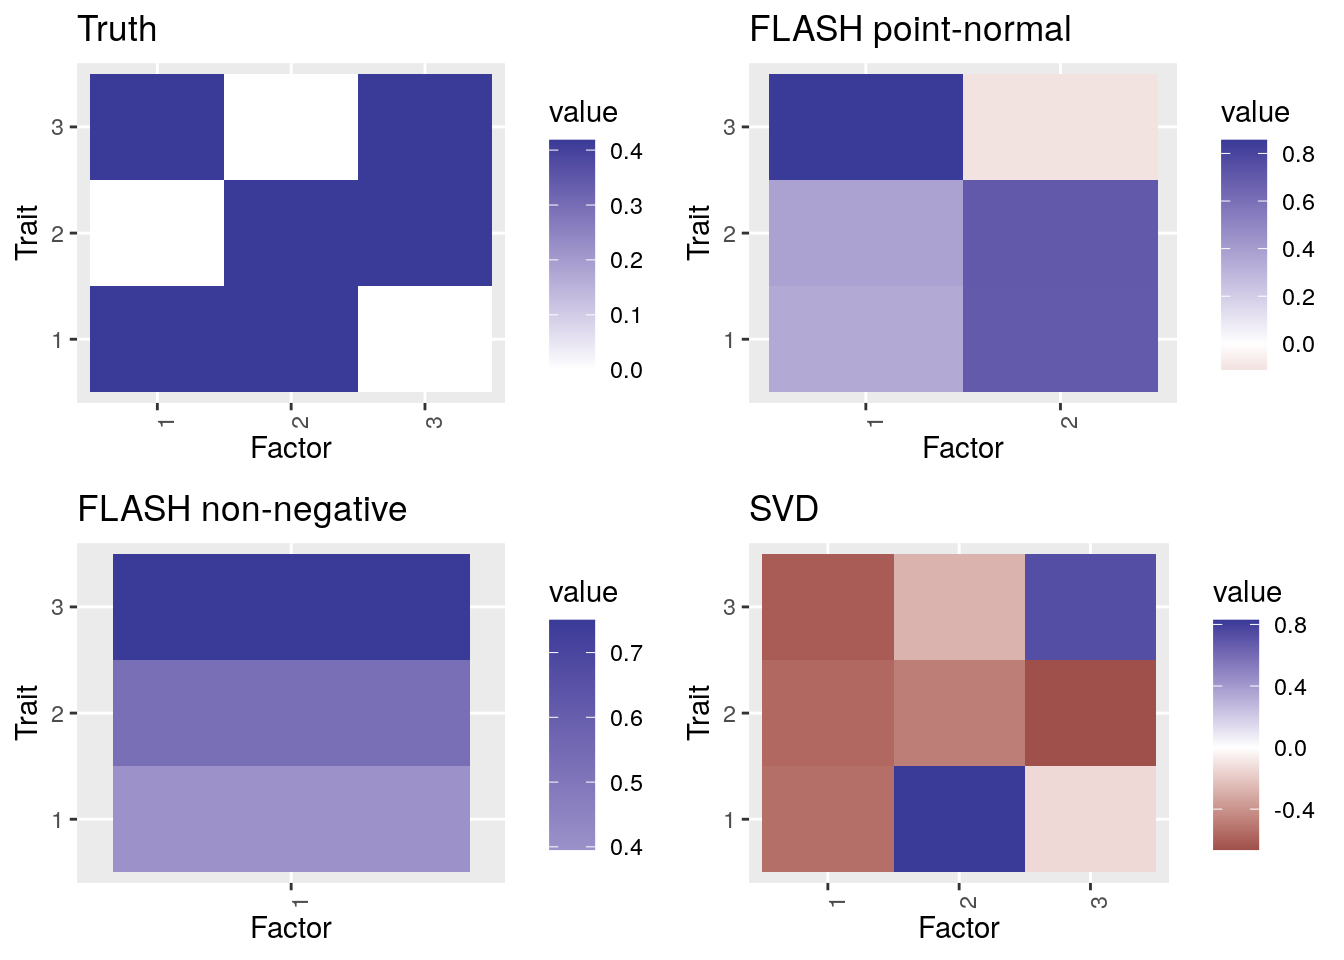 Truth
FLASH point-normal
Trait
3
2
1
1
2
3
Factor
value
0.4
0.3
0.2
0.1
0.0
Trait
3
2
1
1
2
Factor
value
0.8
0.6
0.4
0.2
0.0
FLASH non-negative
SVD
Trait
3
2
1
1
Factor
value
0.7
0.6
0.5
0.4
Trait
3
2
1
1
2
3
Factor
value
0.8
0.4
0.0
-0.4